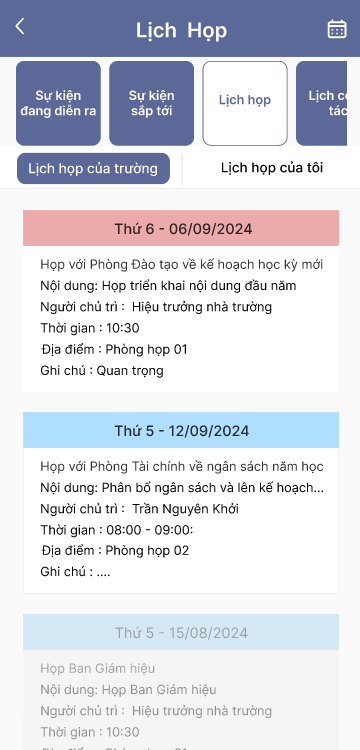 Lịch Họp
Sự kiện
đang diễn ra
Sự kiện
sắp tới
Lịch họp
Lịch cô
tác
Lịch họp của trường
Lịch họp của tôi
Thứ 6 - 06/09/2024
Họp với Phòng Đào tạo về kế hoạch học kỳ mới
Nội dung: Họp triển khai nội dung đầu năm
Người chủ trì : Hiệu trưởng nhà trường
Thời gian : 10:30
Địa điểm : Phòng họp 01
Ghi chú : Quan trọng
Thứ 5 - 12/09/2024
Họp với Phòng Tài chính về ngân sách năm học
Nội dung: Phân bổ ngân sách và lên kế hoạch...
Người chủ trì : Trần Nguyên Khởi
Thời gian : 08:00 - 09:00:
Địa điểm : Phòng họp 02
Ghi chú : ....
Thứ 5 - 15/08/2024
Họp Ban Giám hiệu
Nội dung: Họp Ban Giám hiệu
Người chủ trì : Hiệu trưởng nhà trường
Thời gian : 10:30
Địa điểm : Phòng họp 01